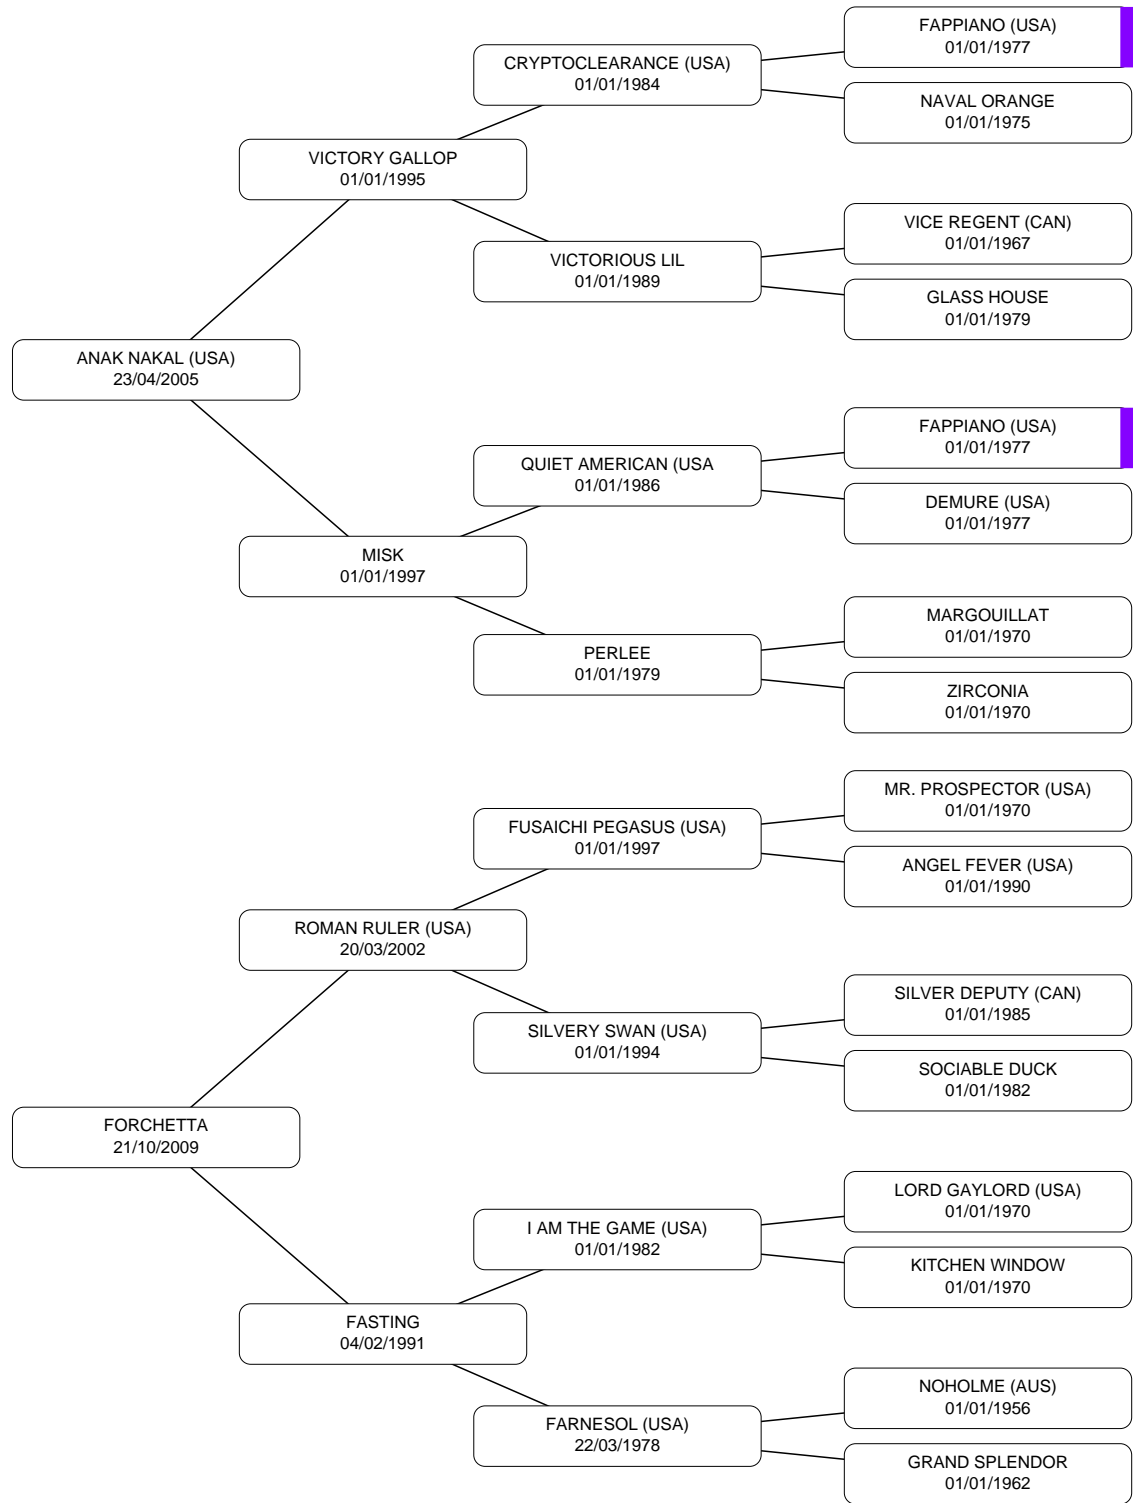 FAPPIANO (USA)
01/01/1977
CRYPTOCLEARANCE (USA)
01/01/1984
NAVAL ORANGE
01/01/1975
VICTORY GALLOP
01/01/1995
VICE REGENT (CAN)
01/01/1967
VICTORIOUS LIL
01/01/1989
GLASS HOUSE
01/01/1979
ANAK NAKAL (USA)
23/04/2005
FAPPIANO (USA)
01/01/1977
QUIET AMERICAN (USA
01/01/1986
DEMURE (USA)
01/01/1977
MISK
01/01/1997
MARGOUILLAT
01/01/1970
PERLEE
01/01/1979
ZIRCONIA
01/01/1970
MR. PROSPECTOR (USA)
01/01/1970
FUSAICHI PEGASUS (USA)
01/01/1997
ANGEL FEVER (USA)
01/01/1990
ROMAN RULER (USA)
20/03/2002
SILVER DEPUTY (CAN)
01/01/1985
SILVERY SWAN (USA)
01/01/1994
SOCIABLE DUCK
01/01/1982
FORCHETTA
21/10/2009
LORD GAYLORD (USA)
01/01/1970
I AM THE GAME (USA)
01/01/1982
KITCHEN WINDOW
01/01/1970
FASTING
04/02/1991
NOHOLME (AUS)
01/01/1956
FARNESOL (USA)
22/03/1978
GRAND SPLENDOR
01/01/1962